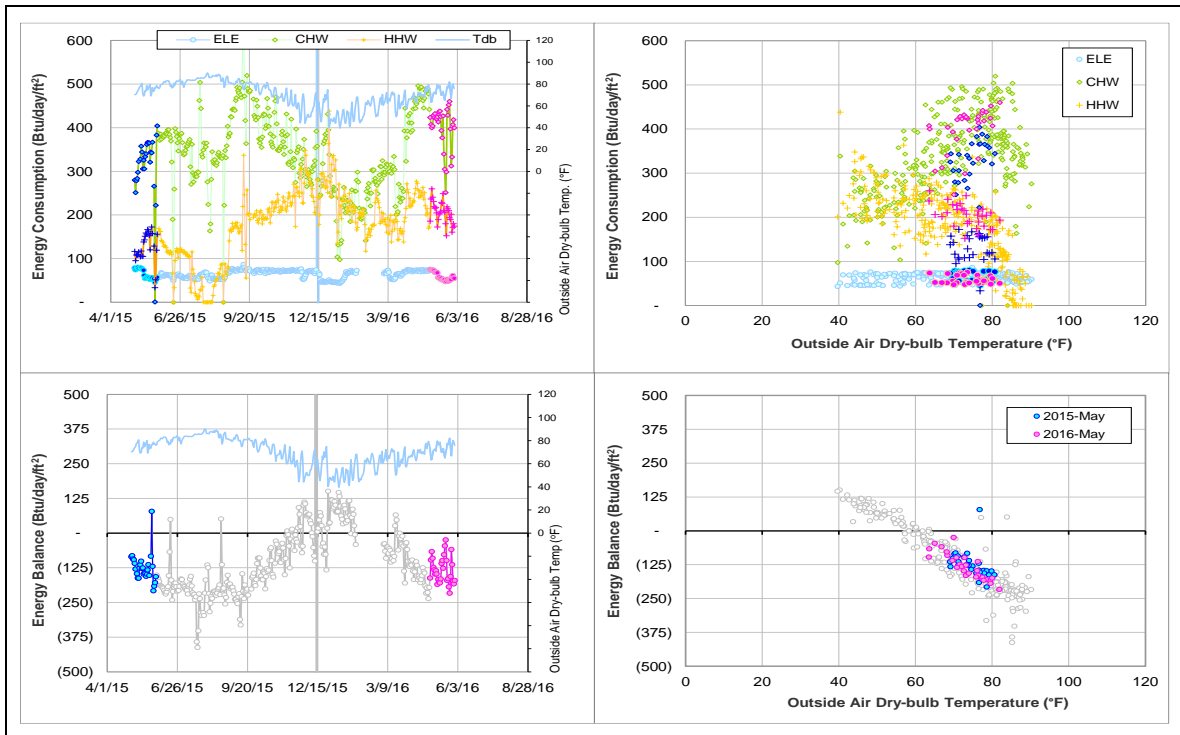 ELE CHW HHW Tdb
Energy Consumption (Btu/day/ft²)
600
500
400
300
200
100
-
120
100
80
60
40
20
0
Outside Air Dry-bulb Temp. (°F)
4/1/15 6/26/15 9/20/15 12/15/15 3/9/16 6/3/16 8/28/16
Energy Consumption (Btu/day/ft²)
600
500
400
300
200
100
-
ELE
CHW
HHW
0 20 40 60 80 100 120
Outside Air Dry-bulb Temperature (°F)
Energy Balance (Btu/day/ft²)
500
375
250
125
-
(125)
(250)
(375)
(500)
120
100
80
60
40
20
0
Outside Air Dry-bulb Temp (°F)
4/1/15 6/26/15 9/20/15 12/15/15 3/9/16 6/3/16 8/28/16
Energy Balance (Btu/day/ft²)
500
375
250
125
-
(125)
(250)
(375)
(500)
2015-May
2016-May
0 20 40 60 80 100 120
Outside Air Dry-bulb Temperature (°F)